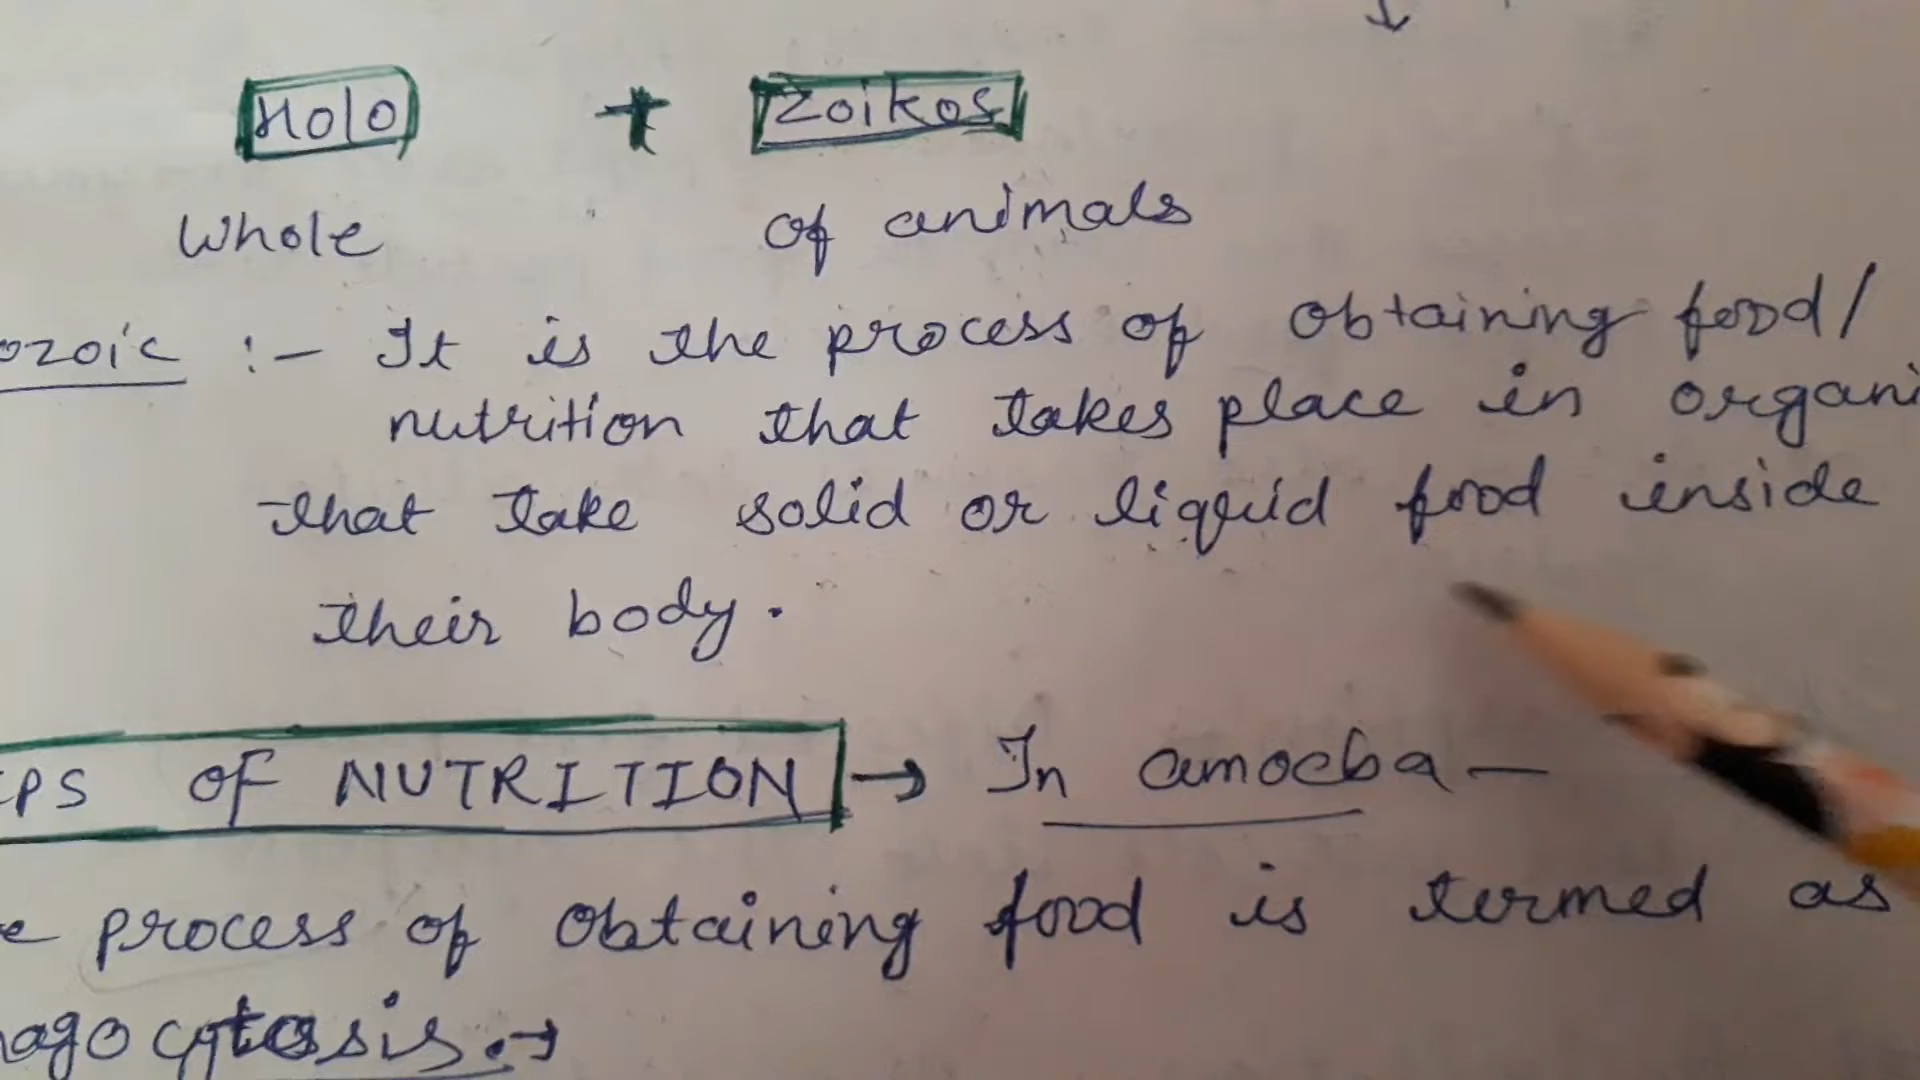 Holo + Zoikos
Whole of animals
ozoic :- It is the process of obtaining food/
nutrition that takes place in organi
that take solid or liquid food inside
their body.
EPS OF NUTRITION → In amoeba —
e process of obtaining food is termed as
hagocytosis. →